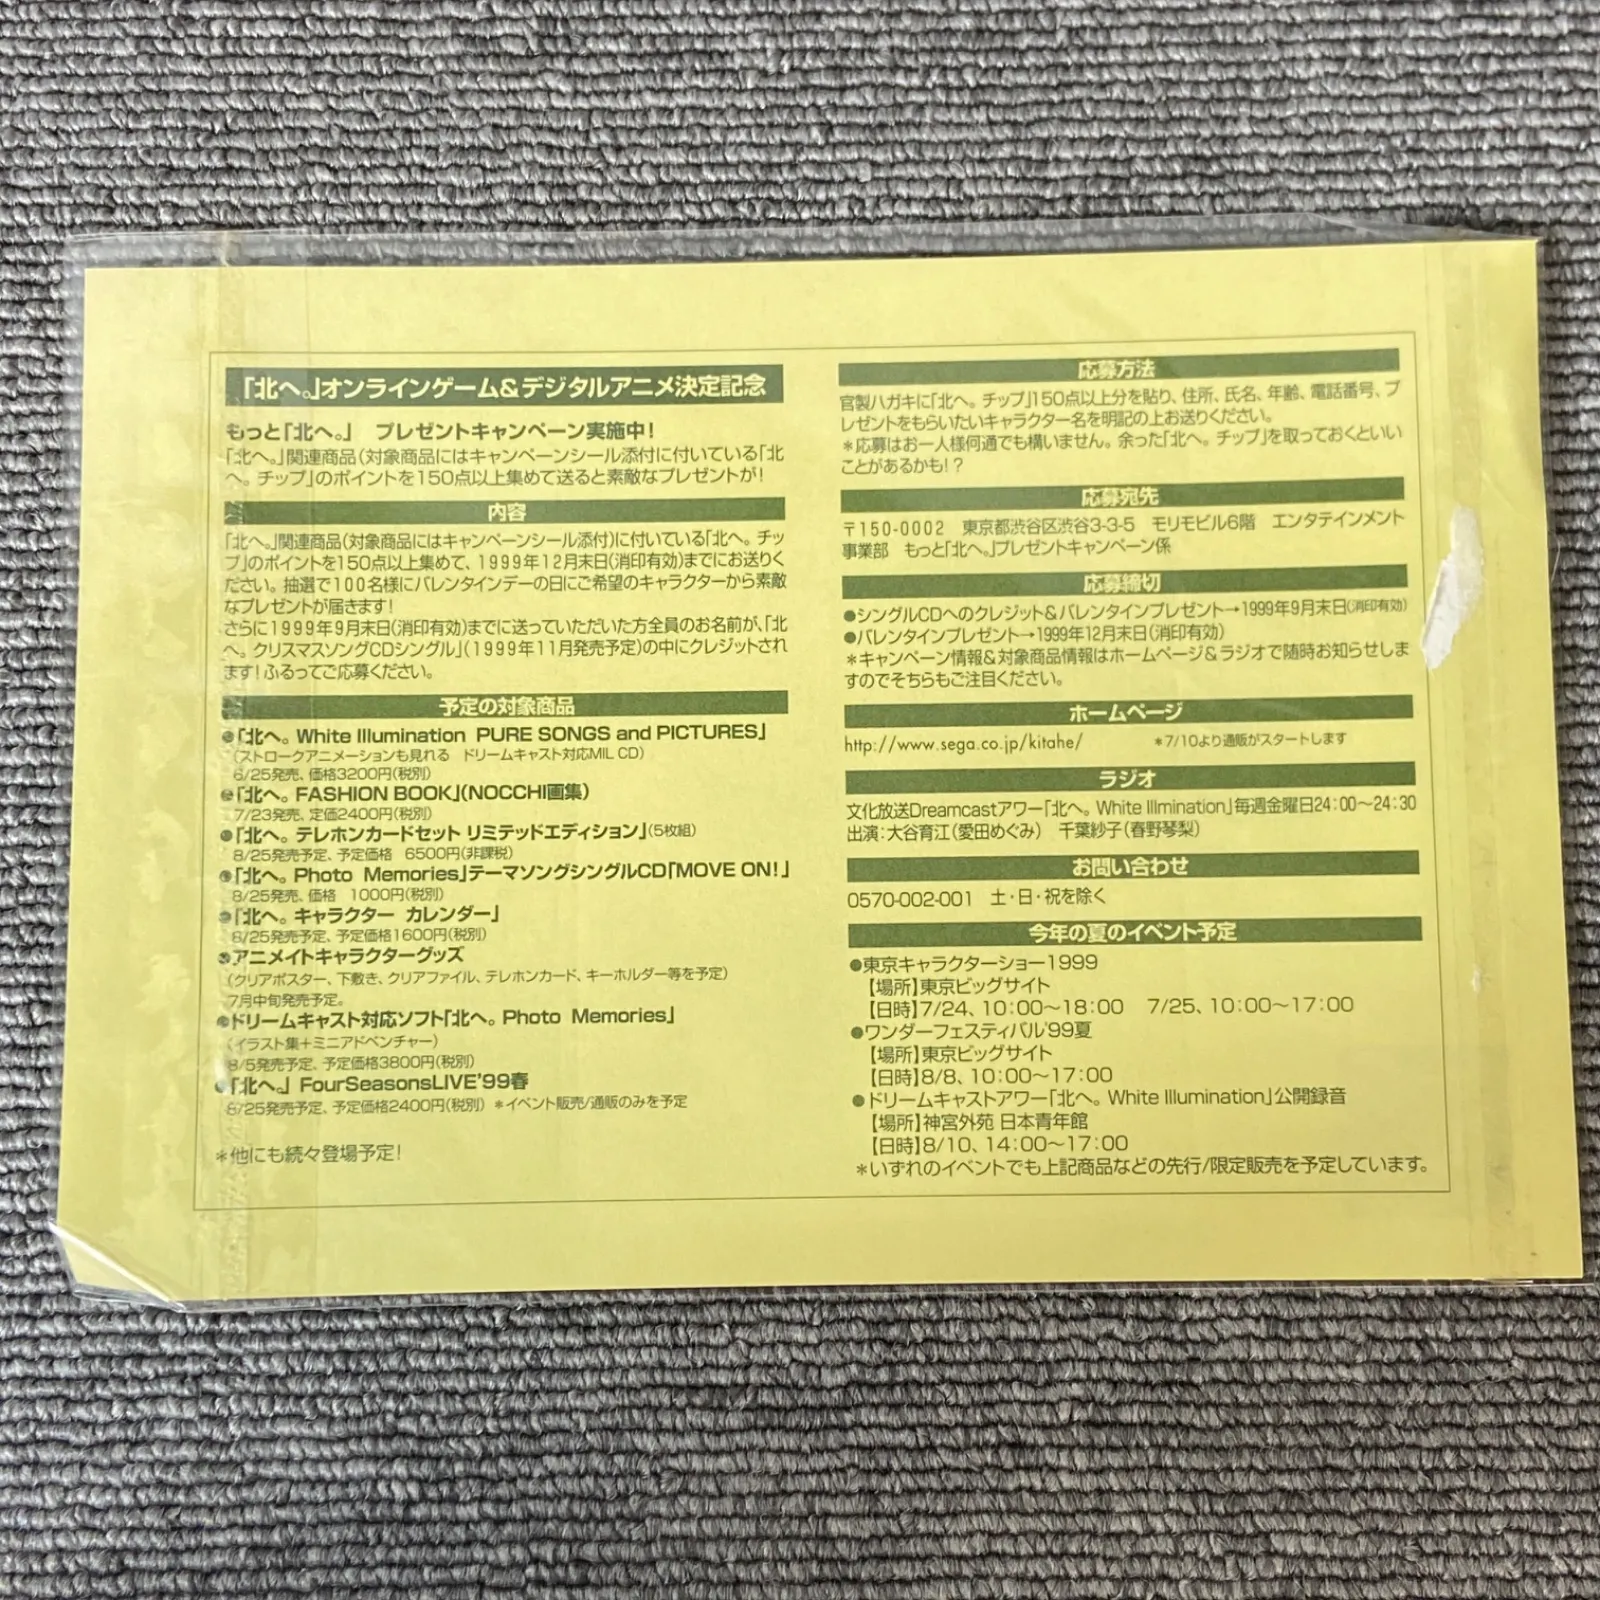 「北へ。」オンラインゲーム&デジタルアニメ決定記念
もっと「北へ。」　プレゼントキャンペーン実施中!
「北へ。」関連商品(対象商品にはキャンペーンシール添付に付いている「北
へ。チップ」のポイントを150点以上集めて送ると素敵なプレゼントが!
内容
「北へ。」関連商品(対象商品にはキャンペーンシール添付)に付いている「北へ。チッ
プ」のポイントを150点以上集めて、1999年12月末日(消印有効)までにお送りく
ださい。抽選で100名様にバレンタインデーの日にご希望のキャラクターから素敵
なプレゼントが届きます!
さらに1999年9月末日(消印有効)までに送っていただいた方全員のお名前が、「北
へ。クリスマスソングCDシングル」(1999年11月発売予定)の中にクレジットされ
ます!ふるってご応募ください。
予定の対象商品
●「北へ。White Illumination PURE SONGS and PICTURES」
(ストロークアニメーションも見れる　ドリームキャスト対応MIL CD)
6/25発売、価格3200円(税別)
●「北へ。FASHION BOOK」(NOCCHI画集)
7/23発売、定価2400円(税別)
●「北へ。テレホンカードセット リミテッドエディション」(5枚組)
8/25発売予定、予定価格　6500円(非課税)
●「北へ。Photo Memories」テーマソングシングルCD「MOVE ON!」
8/25発売、価格　1000円(税別)
●「北へ。キャラクター カレンダー」
8/25発売予定、予定価格1600円(税別)
●アニメイトキャラクターグッズ
(クリアポスター、下敷き、クリアファイル、テレホンカード、キーホルダー等を予定)
7月中旬発売予定。
●ドリームキャスト対応ソフト「北へ。Photo Memories」
(イラスト集+ミニアドベンチャー)
8/5発売予定、予定価格3800円(税別)
●「北へ。」FourSeasonsLIVE'99春
8/25発売予定、予定価格2400円(税別) *イベント販売/通販のみを予定
*他にも続々登場予定!
応募方法
官製ハガキに「北へ。チップ」150点以上分を貼り、住所、氏名、年齢、電話番号、プ
レゼントをもらいたいキャラクター名を明記の上お送りください。
*応募はお一人様何通でも構いません。余った「北へ。チップ」を取っておくといい
ことがあるかも!?
応募宛先
〒150-0002　東京都渋谷区渋谷3-3-5　モリモビル6階　エンタテインメント
事業部　もっと「北へ。」プレゼントキャンペーン係
応募締切
●シングルCDへのクレジット&バレンタインプレゼント→1999年9月末日(消印有効)
●バレンタインプレゼント→1999年12月末日(消印有効)
*キャンペーン情報&対象商品情報はホームページ&ラジオで随時お知らせしま
すのでそちらもご注目ください。
ホームページ
http://www.sega.co.jp/kitahe/　*7/10より通販がスタートします
ラジオ
文化放送Dreamcastアワー「北へ。White Illmination」毎週金曜日24:00～24:30
出演:大谷育江(愛田めぐみ)　千葉紗子(春野琴梨)
お問い合わせ
0570-002-001　土・日・祝を除く
今年の夏のイベント予定
●東京キャラクターショー1999
【場所】東京ビッグサイト
【日時】7/24、10:00～18:00　7/25、10:00～17:00
●ワンダーフェスティバル'99夏
【場所】東京ビッグサイト
【日時】8/8、10:00～17:00
●ドリームキャストアワー「北へ。White Illumination」公開録音
【場所】神宮外苑 日本青年館
【日時】8/10、14:00～17:00
*いずれのイベントでも上記商品などの先行/限定販売を予定しています。